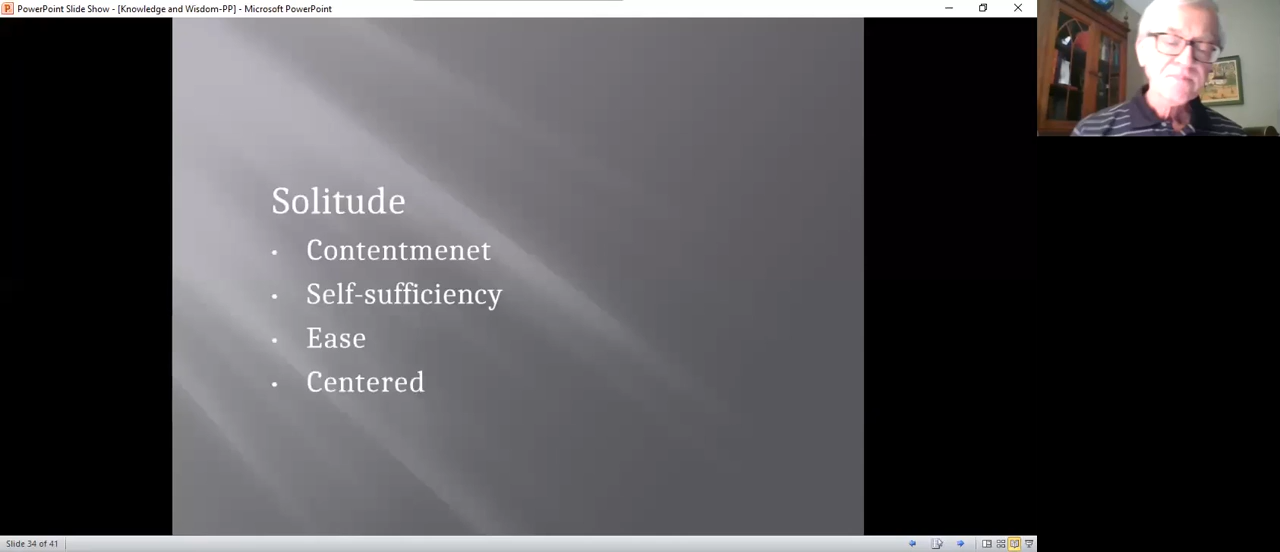 PowerPoint Slide Show - [Knowledge and Wisdom-PP] - Microsoft PowerPoint
Solitude
• Contentmenet
• Self-sufficiency
• Ease
• Centered
Slide 34 of 41